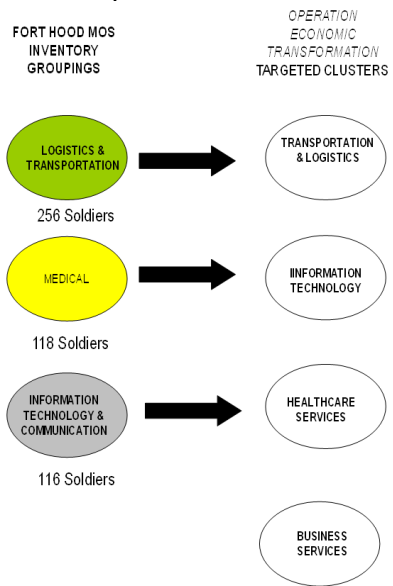 FORT HOOD MOS
INVENTORY
GROUPINGS
OPERATION
ECONOMIC
TRANSFORMATION
TARGETED CLUSTERS
LOGISTICS &
TRANSPORTATION
256 Soldiers
TRANSPORTATION
& LOGISTICS
MEDICAL
118 Soldiers
IINFORMATION
TECHNOLOGY
INFORMATION
TECHNOLOGY &
COMMUNICATION
116 Soldiers
HEALTHCARE
SERVICES
BUSINESS
SERVICES